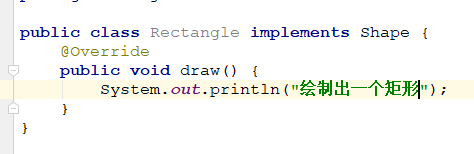 public class Rectangle implements Shape {
@Override
public void draw() {
System.out.println("绘制出一个矩形");
}
}